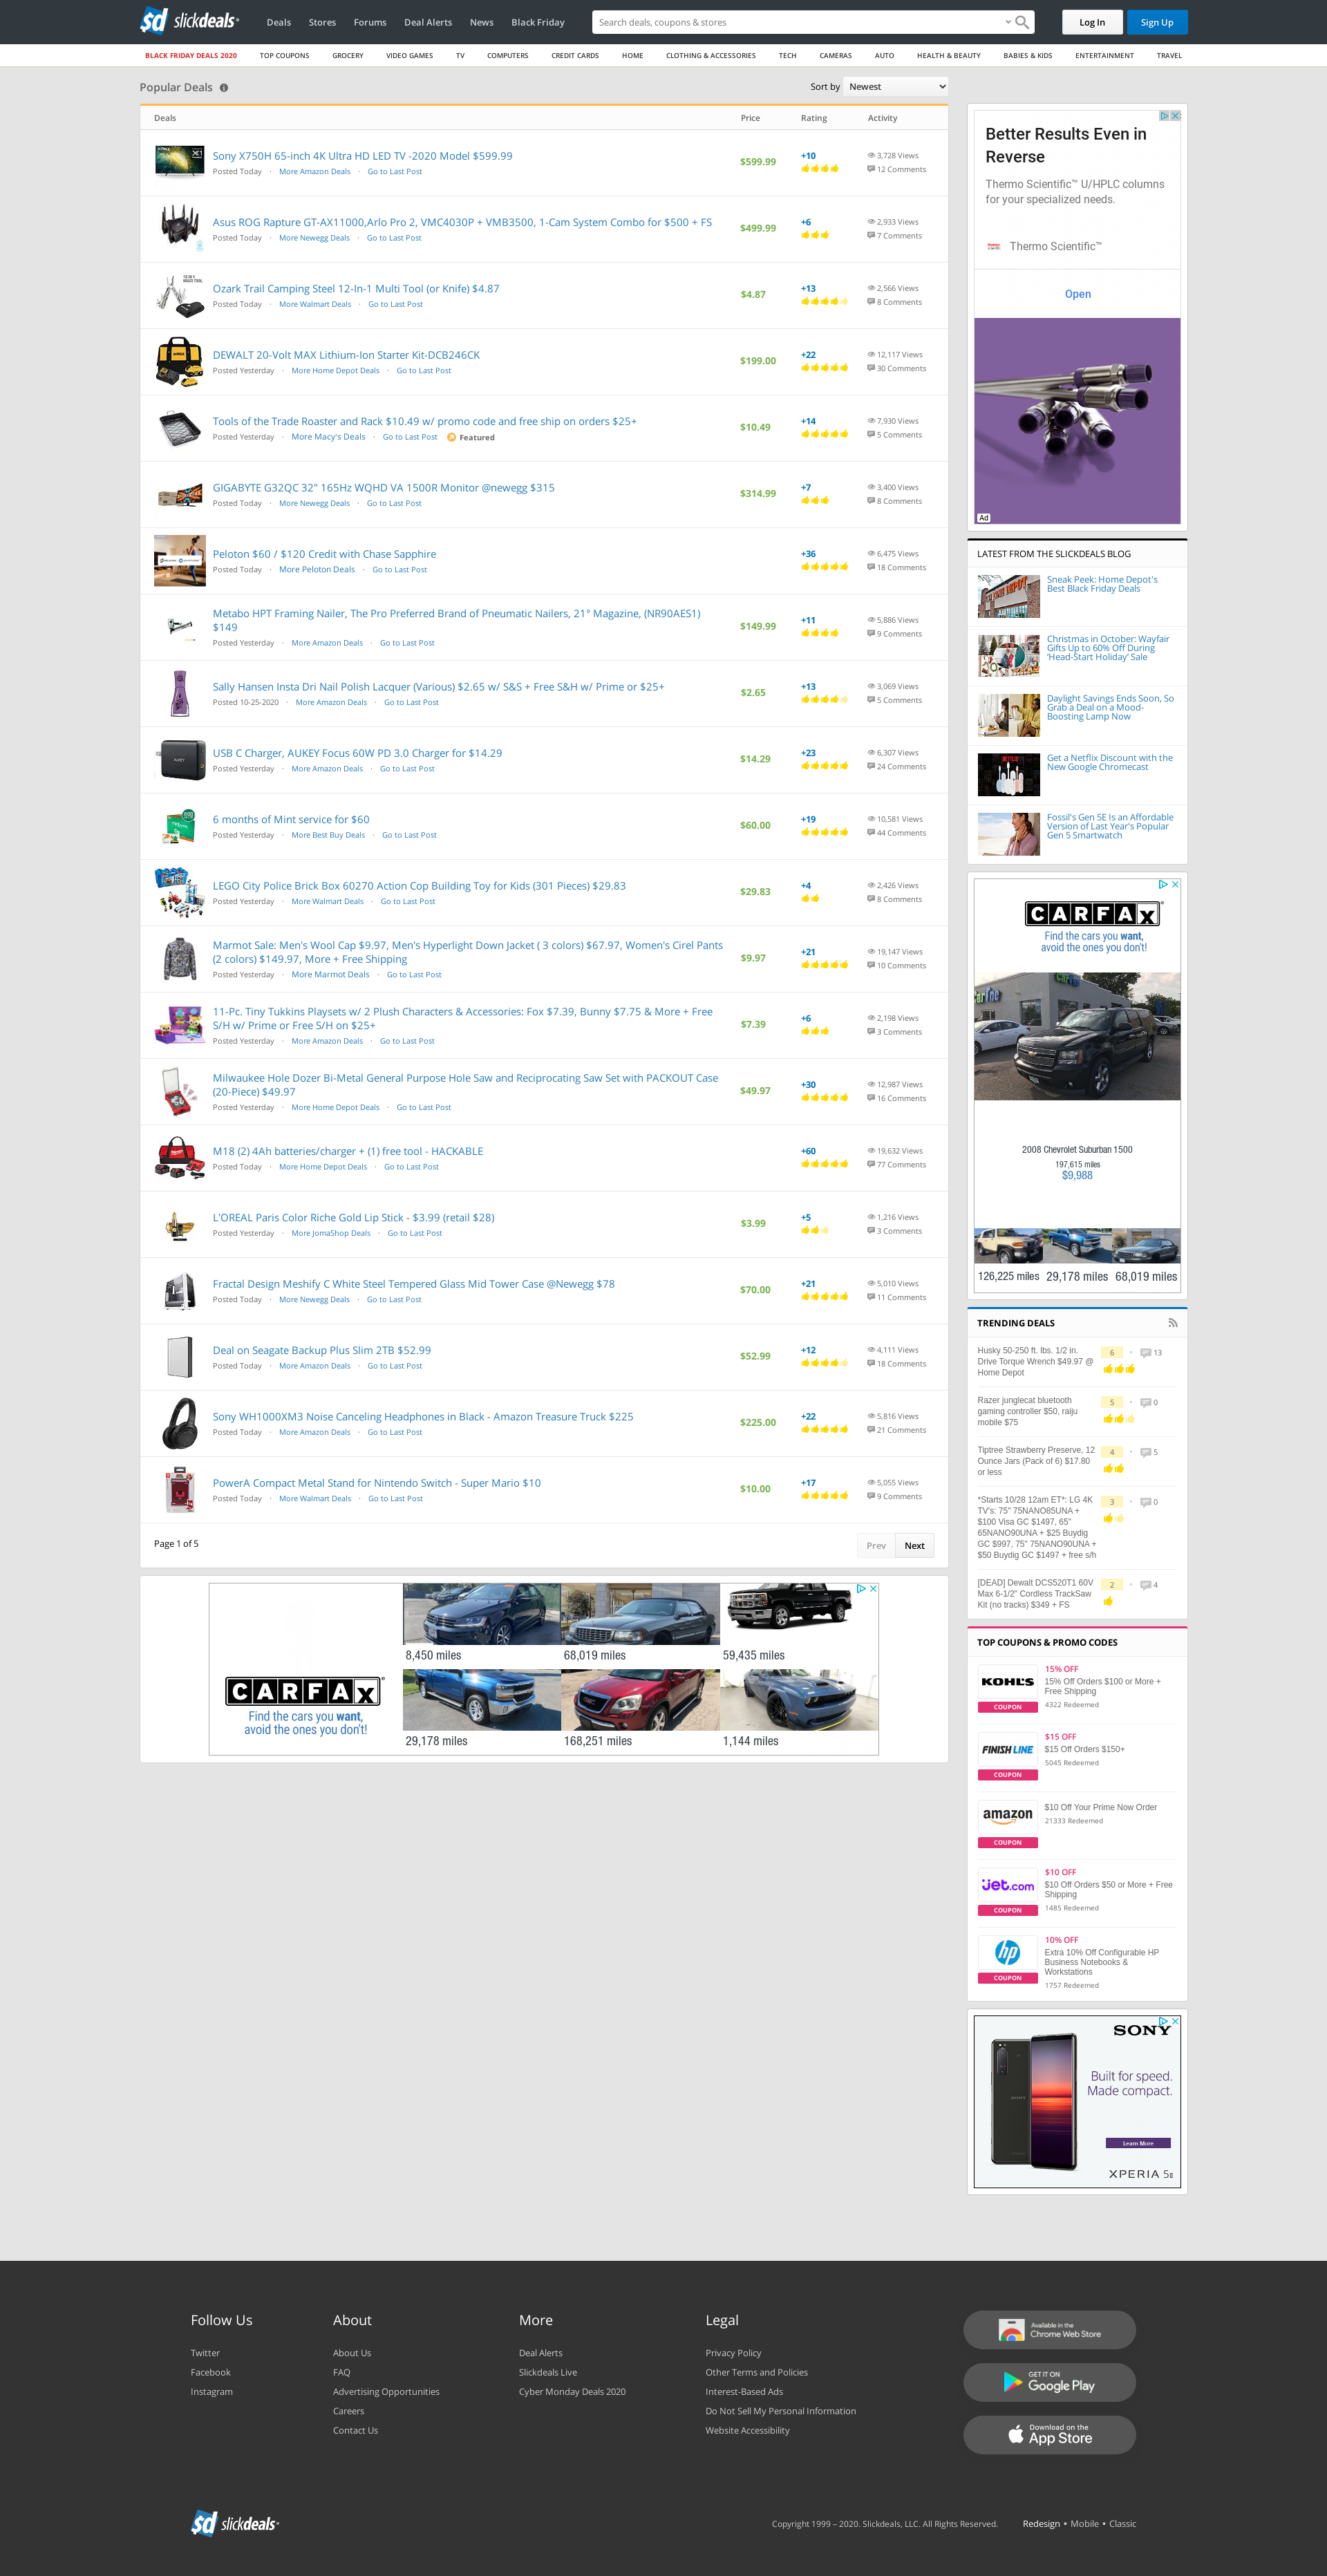 slickdeals
Deals
Stores
Forums
Deal Alerts
News
Black Friday
Search deals, coupons & stores
Log In
Sign Up
BLACK FRIDAY DEALS 2020
TOP COUPONS
GROCERY
VIDEO GAMES
TV
COMPUTERS
CREDIT CARDS
HOME
CLOTHING & ACCESSORIES
TECH
CAMERAS
AUTO
HEALTH & BEAUTY
BABIES & KIDS
ENTERTAINMENT
TRAVEL
Popular Deals
Sort by Newest
Deals Price Rating Activity
Sony X750H 65-inch 4K Ultra HD LED TV -2020 Model $599.99
Posted Today · More Amazon Deals · Go to Last Post
$599.99
+10
3,728 Views
12 Comments
Asus ROG Rapture GT-AX11000,Arlo Pro 2, VMC4030P + VMB3500, 1-Cam System Combo for $500 + FS
Posted Today · More Newegg Deals · Go to Last Post
$499.99
+6
2,933 Views
7 Comments
Ozark Trail Camping Steel 12-In-1 Multi Tool (or Knife) $4.87
Posted Today · More Walmart Deals · Go to Last Post
$4.87
+13
2,566 Views
8 Comments
DEWALT 20-Volt MAX Lithium-Ion Starter Kit-DCB246CK
Posted Yesterday · More Home Depot Deals · Go to Last Post
$199.00
+22
12,117 Views
30 Comments
Tools of the Trade Roaster and Rack $10.49 w/ promo code and free ship on orders $25+
Posted Yesterday · More Macy's Deals · Go to Last Post Featured
$10.49
+14
7,930 Views
5 Comments
GIGABYTE G32QC 32" 165Hz WQHD VA 1500R Monitor @newegg $315
Posted Today · More Newegg Deals · Go to Last Post
$314.99
+7
3,400 Views
8 Comments
Peloton $60 / $120 Credit with Chase Sapphire
Posted Today · More Peloton Deals · Go to Last Post
+36
6,475 Views
18 Comments
Metabo HPT Framing Nailer, The Pro Preferred Brand of Pneumatic Nailers, 21° Magazine, (NR90AES1)
$149
Posted Yesterday · More Amazon Deals · Go to Last Post
$149.99
+11
5,886 Views
9 Comments
Sally Hansen Insta Dri Nail Polish Lacquer (Various) $2.65 w/ S&S + Free S&H w/ Prime or $25+
Posted 10-25-2020 · More Amazon Deals · Go to Last Post
$2.65
+13
3,069 Views
5 Comments
USB C Charger, AUKEY Focus 60W PD 3.0 Charger for $14.29
Posted Yesterday · More Amazon Deals · Go to Last Post
$14.29
+23
6,307 Views
24 Comments
6 months of Mint service for $60
Posted Yesterday · More Best Buy Deals · Go to Last Post
$60.00
+19
10,581 Views
44 Comments
LEGO City Police Brick Box 60270 Action Cop Building Toy for Kids (301 Pieces) $29.83
Posted Yesterday · More Walmart Deals · Go to Last Post
$29.83
+4
2,426 Views
8 Comments
Marmot Sale: Men's Wool Cap $9.97, Men's Hyperlight Down Jacket ( 3 colors) $67.97, Women's Cirel Pants
(2 colors) $149.97, More + Free Shipping
Posted Yesterday · More Marmot Deals · Go to Last Post
$9.97
+21
19,147 Views
10 Comments
11-Pc. Tiny Tukkins Playsets w/ 2 Plush Characters & Accessories: Fox $7.39, Bunny $7.75 & More + Free
S/H w/ Prime or Free S/H on $25+
Posted Yesterday · More Amazon Deals · Go to Last Post
$7.39
+6
2,198 Views
3 Comments
Milwaukee Hole Dozer Bi-Metal General Purpose Hole Saw and Reciprocating Saw Set with PACKOUT Case
(20-Piece) $49.97
Posted Yesterday · More Home Depot Deals · Go to Last Post
$49.97
+30
12,987 Views
16 Comments
M18 (2) 4Ah batteries/charger + (1) free tool - HACKABLE
Posted Today · More Home Depot Deals · Go to Last Post
+60
19,632 Views
77 Comments
L'OREAL Paris Color Riche Gold Lip Stick - $3.99 (retail $28)
Posted Yesterday · More JomaShop Deals · Go to Last Post
$3.99
+5
1,216 Views
3 Comments
Fractal Design Meshify C White Steel Tempered Glass Mid Tower Case @Newegg $78
Posted Today · More Newegg Deals · Go to Last Post
$70.00
+21
5,010 Views
11 Comments
Deal on Seagate Backup Plus Slim 2TB $52.99
Posted Today · More Amazon Deals · Go to Last Post
$52.99
+12
4,111 Views
18 Comments
Sony WH1000XM3 Noise Canceling Headphones in Black - Amazon Treasure Truck $225
Posted Today · More Amazon Deals · Go to Last Post
$225.00
+22
5,816 Views
21 Comments
PowerA Compact Metal Stand for Nintendo Switch - Super Mario $10
Posted Today · More Walmart Deals · Go to Last Post
$10.00
+17
5,055 Views
9 Comments
Page 1 of 5
Prev
Next
CARFAX
Find the cars you want,
avoid the ones you don't!
8,450 miles
68,019 miles
59,435 miles
29,178 miles
168,251 miles
1,144 miles
Better Results Even in
Reverse
Thermo Scientific™ U/HPLC columns
for your specialized needs.
Thermo Scientific™
Open
Ad
LATEST FROM THE SLICKDEALS BLOG
Sneak Peek: Home Depot's
Best Black Friday Deals
Christmas in October: Wayfair
Gifts Up to 60% Off During
'Head-Start Holiday' Sale
Daylight Savings Ends Soon, So
Grab a Deal on a Mood-
Boosting Lamp Now
Get a Netflix Discount with the
New Google Chromecast
Fossil's Gen 5E Is an Affordable
Version of Last Year's Popular
Gen 5 Smartwatch
CARFAX
Find the cars you want,
avoid the ones you don't!
2008 Chevrolet Suburban 1500
197,615 miles
$9,988
126,225 miles
29,178 miles
68,019 miles
TRENDING DEALS
Husky 50-250 ft. lbs. 1/2 in.
Drive Torque Wrench $49.97 @
Home Depot
6 · 13
Razer junglecat bluetooth
gaming controller $50, raiju
mobile $75
5 · 0
Tiptree Strawberry Preserve, 12
Ounce Jars (Pack of 6) $17.80
or less
4 · 5
*Starts 10/28 12am ET*: LG 4K
TV's: 75" 75NANO85UNA +
$100 Visa GC $1497, 65"
65NANO90UNA + $25 Buydig
GC $997, 75" 75NANO90UNA +
$50 Buydig GC $1497 + free s/h
3 · 0
[DEAD] Dewalt DCS520T1 60V
Max 6-1/2" Cordless TrackSaw
Kit (no tracks) $349 + FS
2 · 4
TOP COUPONS & PROMO CODES
KOHL'S
COUPON
15% OFF
15% Off Orders $100 or More +
Free Shipping
4322 Redeemed
FINISH LINE
COUPON
$15 OFF
$15 Off Orders $150+
5045 Redeemed
amazon
COUPON
$10 Off Your Prime Now Order
21333 Redeemed
jet.com
COUPON
$10 OFF
$10 Off Orders $50 or More + Free
Shipping
1485 Redeemed
hp
COUPON
10% OFF
Extra 10% Off Configurable HP
Business Notebooks &
Workstations
1757 Redeemed
SONY
Built for speed.
Made compact.
Learn More
XPERIA 5 II
Follow Us
Twitter
Facebook
Instagram
About
About Us
FAQ
Advertising Opportunities
Careers
Contact Us
More
Deal Alerts
Slickdeals Live
Cyber Monday Deals 2020
Legal
Privacy Policy
Other Terms and Policies
Interest-Based Ads
Do Not Sell My Personal Information
Website Accessibility
Available in the
Chrome Web Store
GET IT ON
Google Play
Download on the
App Store
slickdeals
Copyright 1999 – 2020. Slickdeals, LLC. All Rights Reserved.
Redesign • Mobile • Classic